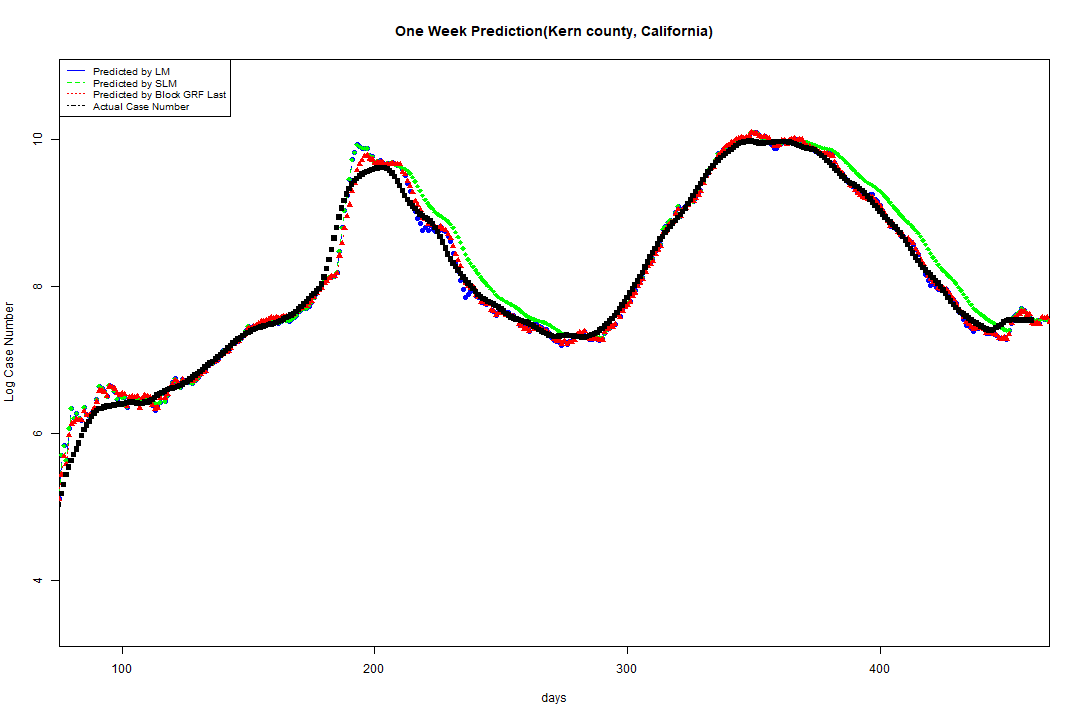 One Week Prediction(Kern county, California)
Predicted by LM
Predicted by SLM
Predicted by Block GRF Last
Actual Case Number
10
8
6
4
Log Case Number
100 200 300 400
days